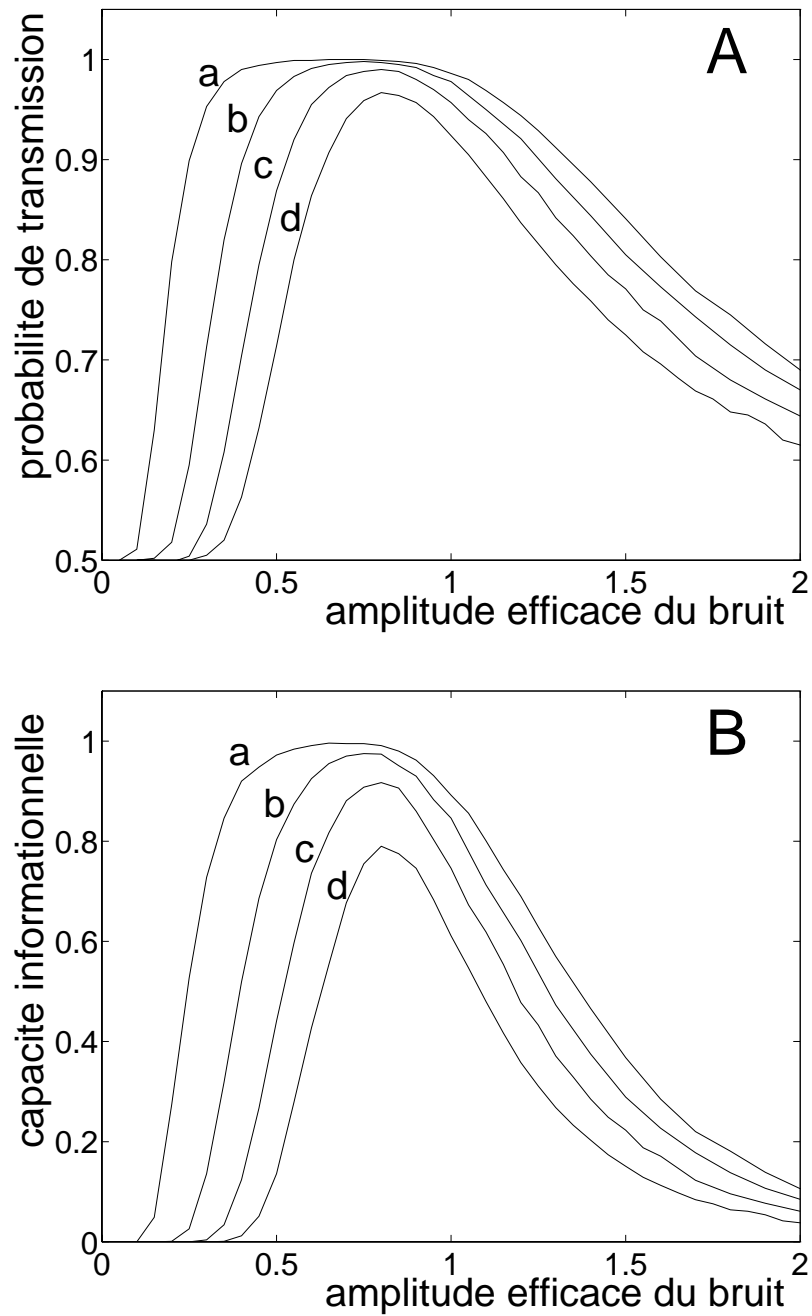 A
probabilite de transmission
1
0.9
0.8
0.7
0.6
0.5
a
b
c
d
0
0.5
1
1.5
2
amplitude efficace du bruit
B
capacite informationnelle
1
0.8
0.6
0.4
0.2
0
a
b
c
d
0
0.5
1
1.5
2
amplitude efficace du bruit